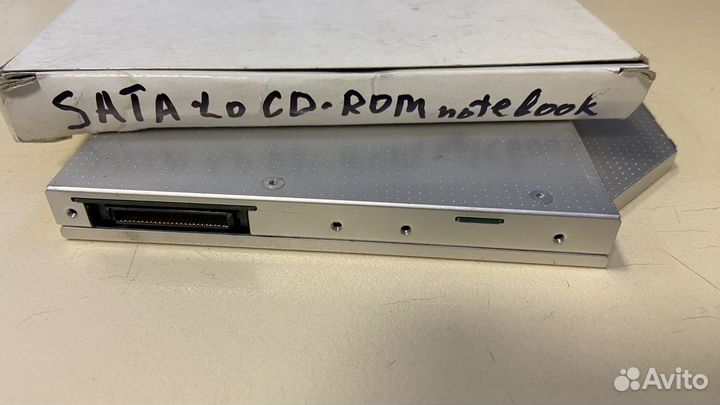 SATA to CD-ROM notebook
Avito